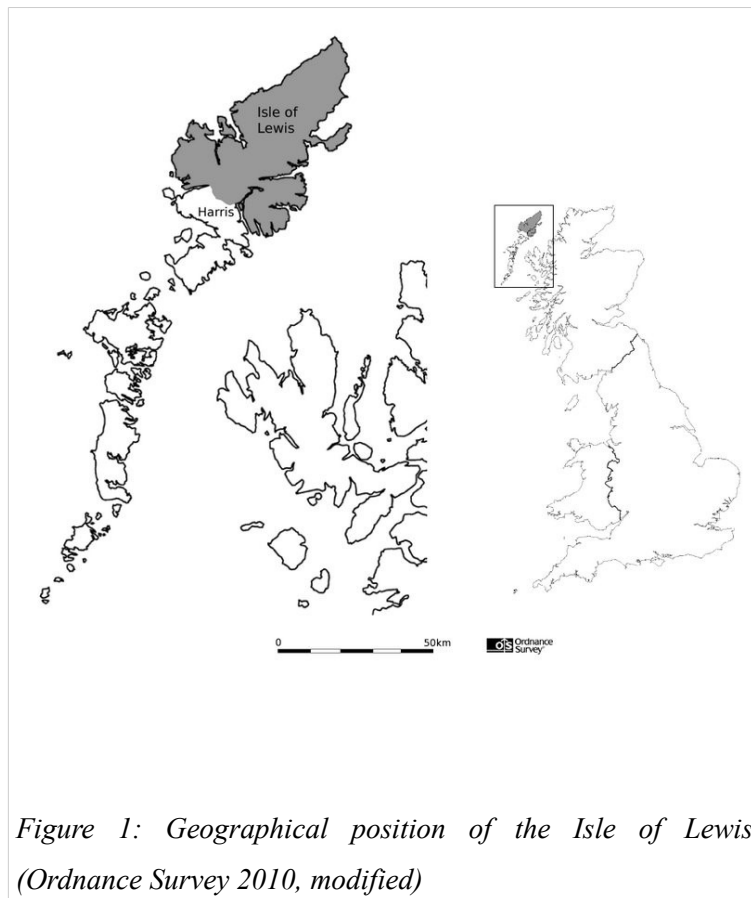 Isle of
Lewis
Harris
0 50km
OS Ordnance
Survey®
Figure 1: Geographical position of the Isle of Lewis
(Ordnance Survey 2010, modified)